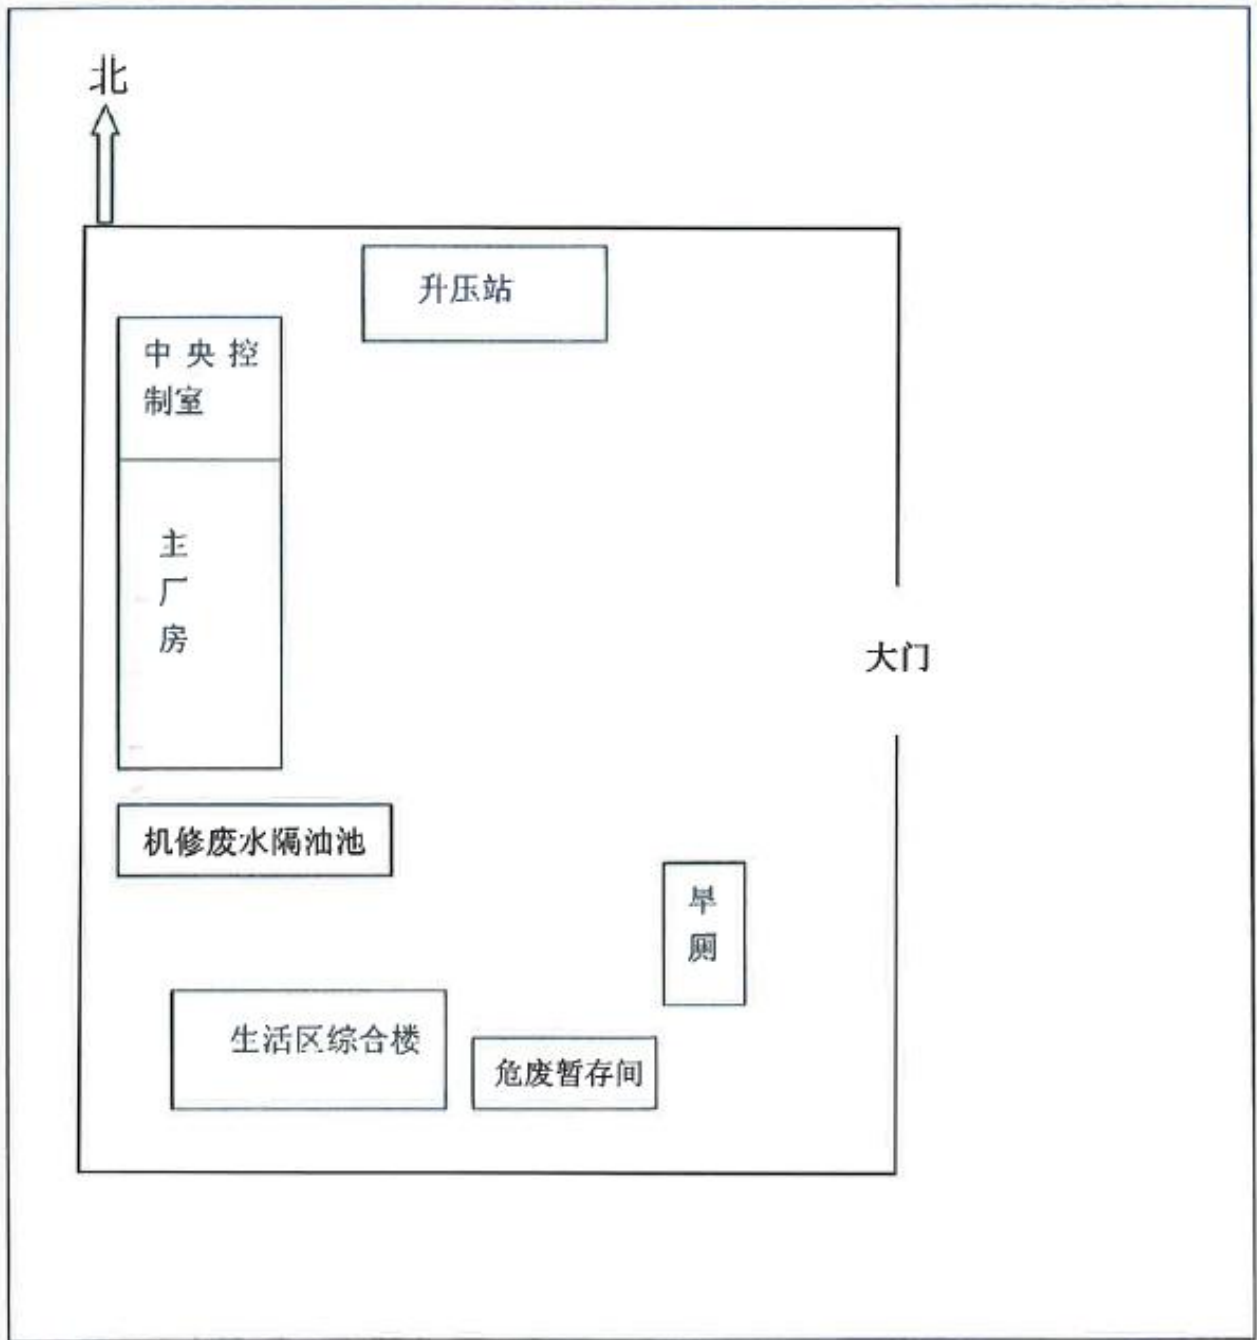 北
升压站
中央控
制室
主
厂
房
大门
机修废水隔油池
旱
厕
生活区综合楼
危废暂存间